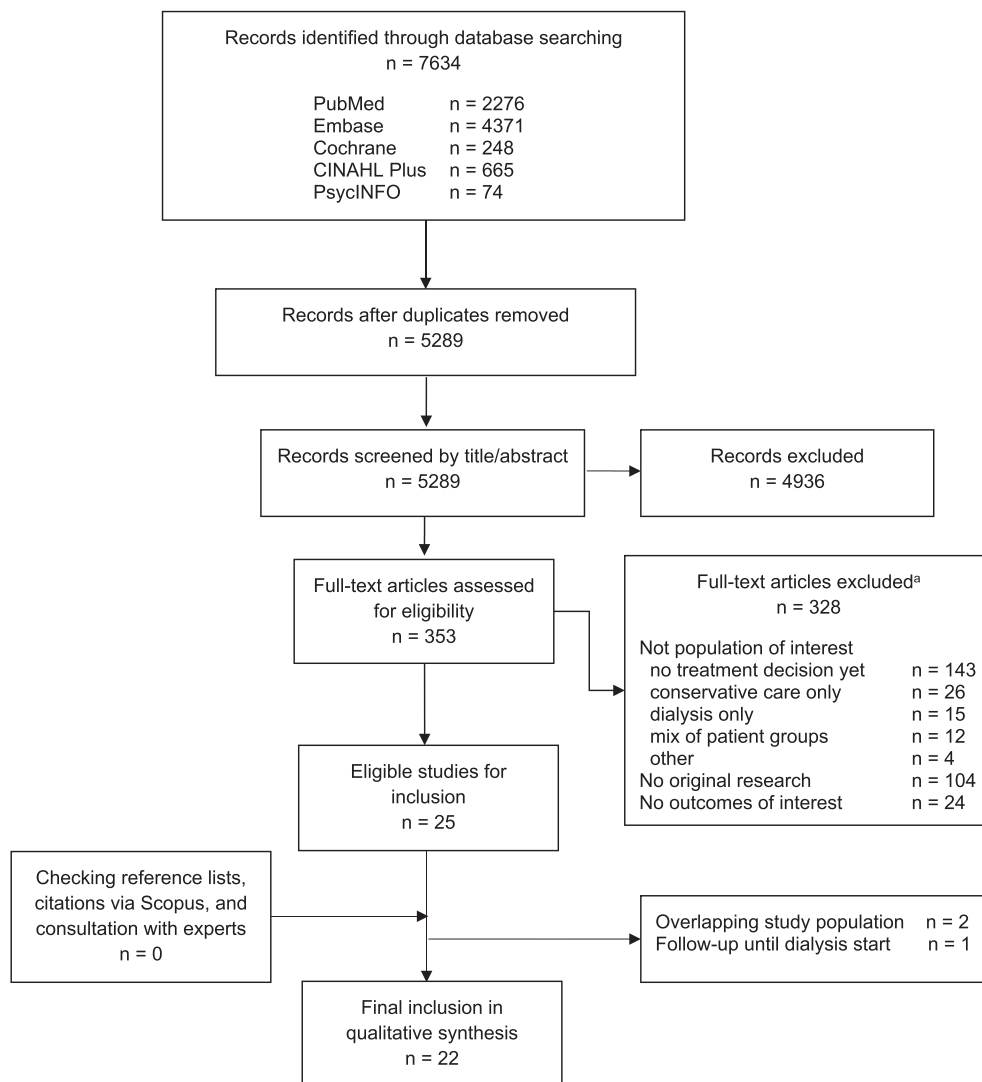 Records identified through database searching
n = 7634
PubMed n = 2276
Embase n = 4371
Cochrane n = 248
CINAHL Plus n = 665
PsycINFO n = 74
Records after duplicates removed
n = 5289
Records screened by title/abstract
n = 5289
Records excluded
n = 4936
Full-text articles assessed
for eligibility
n = 353
Full-text articles excludedᵃ
n = 328
Not population of interest
no treatment decision yet n = 143
conservative care only n = 26
dialysis only n = 15
mix of patient groups n = 12
other n = 4
No original research n = 104
No outcomes of interest n = 24
Eligible studies for
inclusion
n = 25
Checking reference lists,
citations via Scopus, and
consultation with experts
n = 0
Overlapping study population n = 2
Follow-up until dialysis start n = 1
Final inclusion in
qualitative synthesis
n = 22